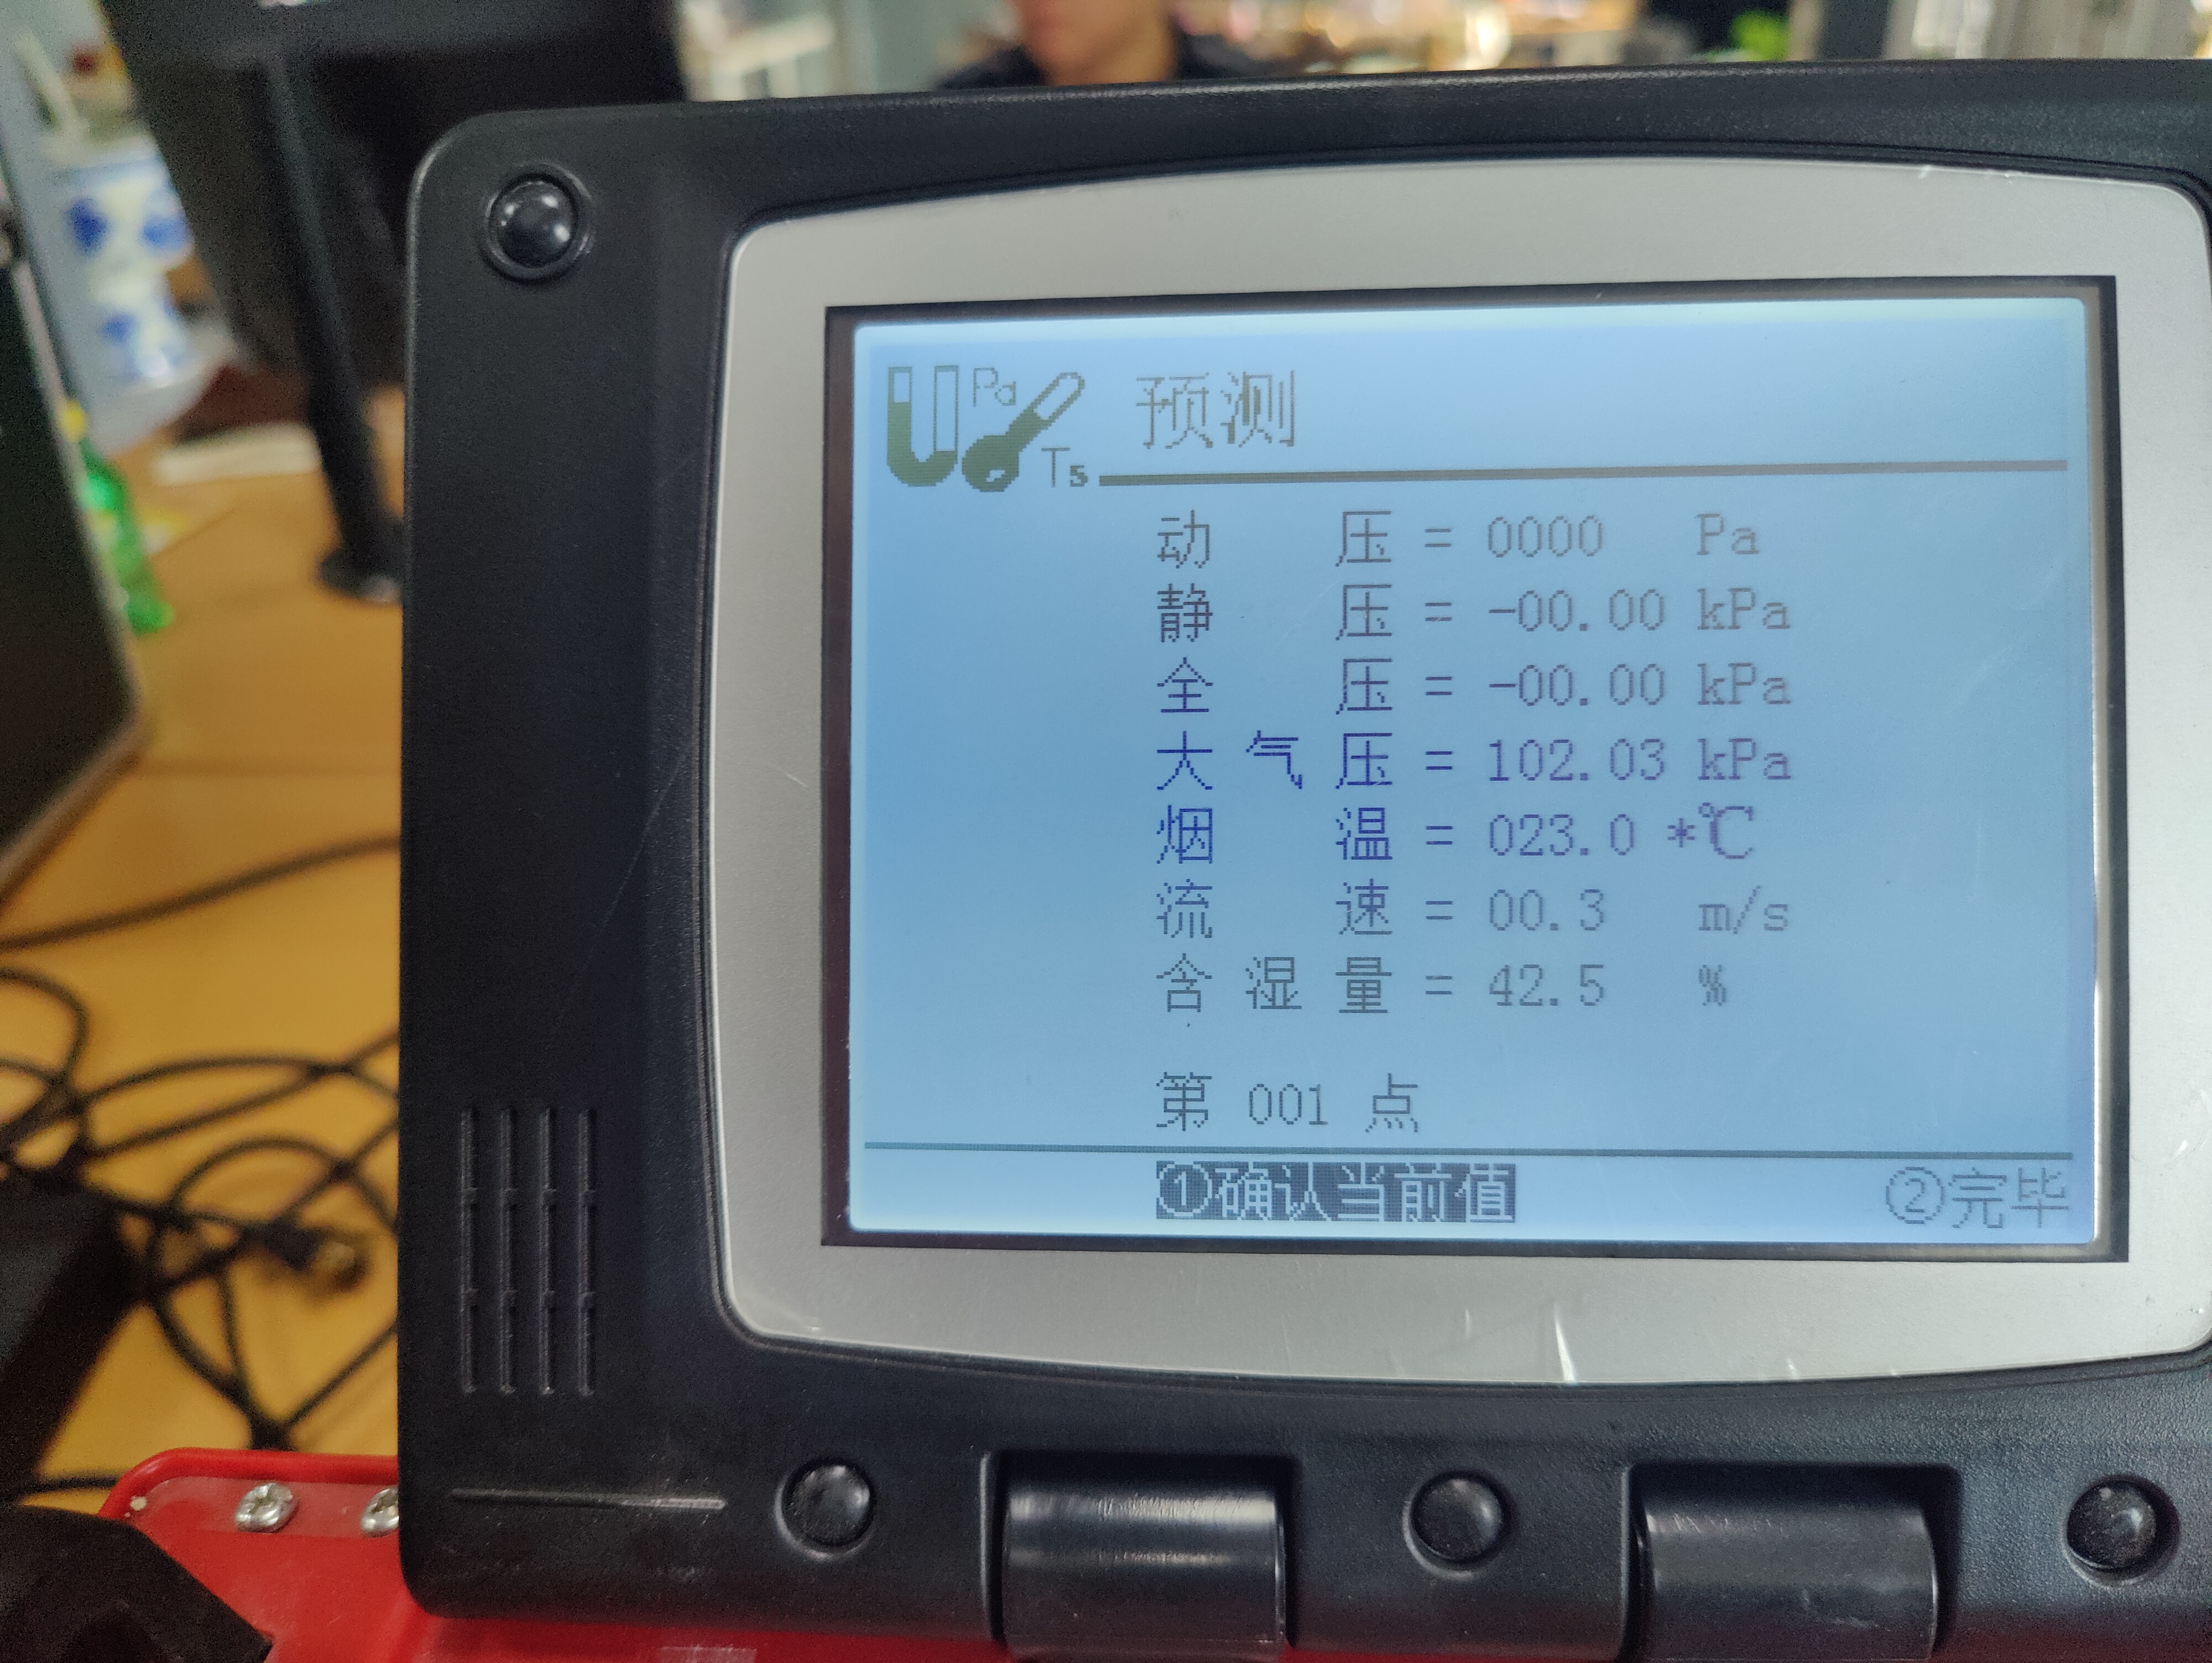 Pa Ts 预测
动压 = 0000 Pa
静压 = -00.00 kPa
全压 = -00.00 kPa
大气压 = 102.03 kPa
烟温 = 023.0 *℃
流速 = 00.3 m/s
含湿量 = 42.5 %
第 001 点
①确认当前值 ②完毕